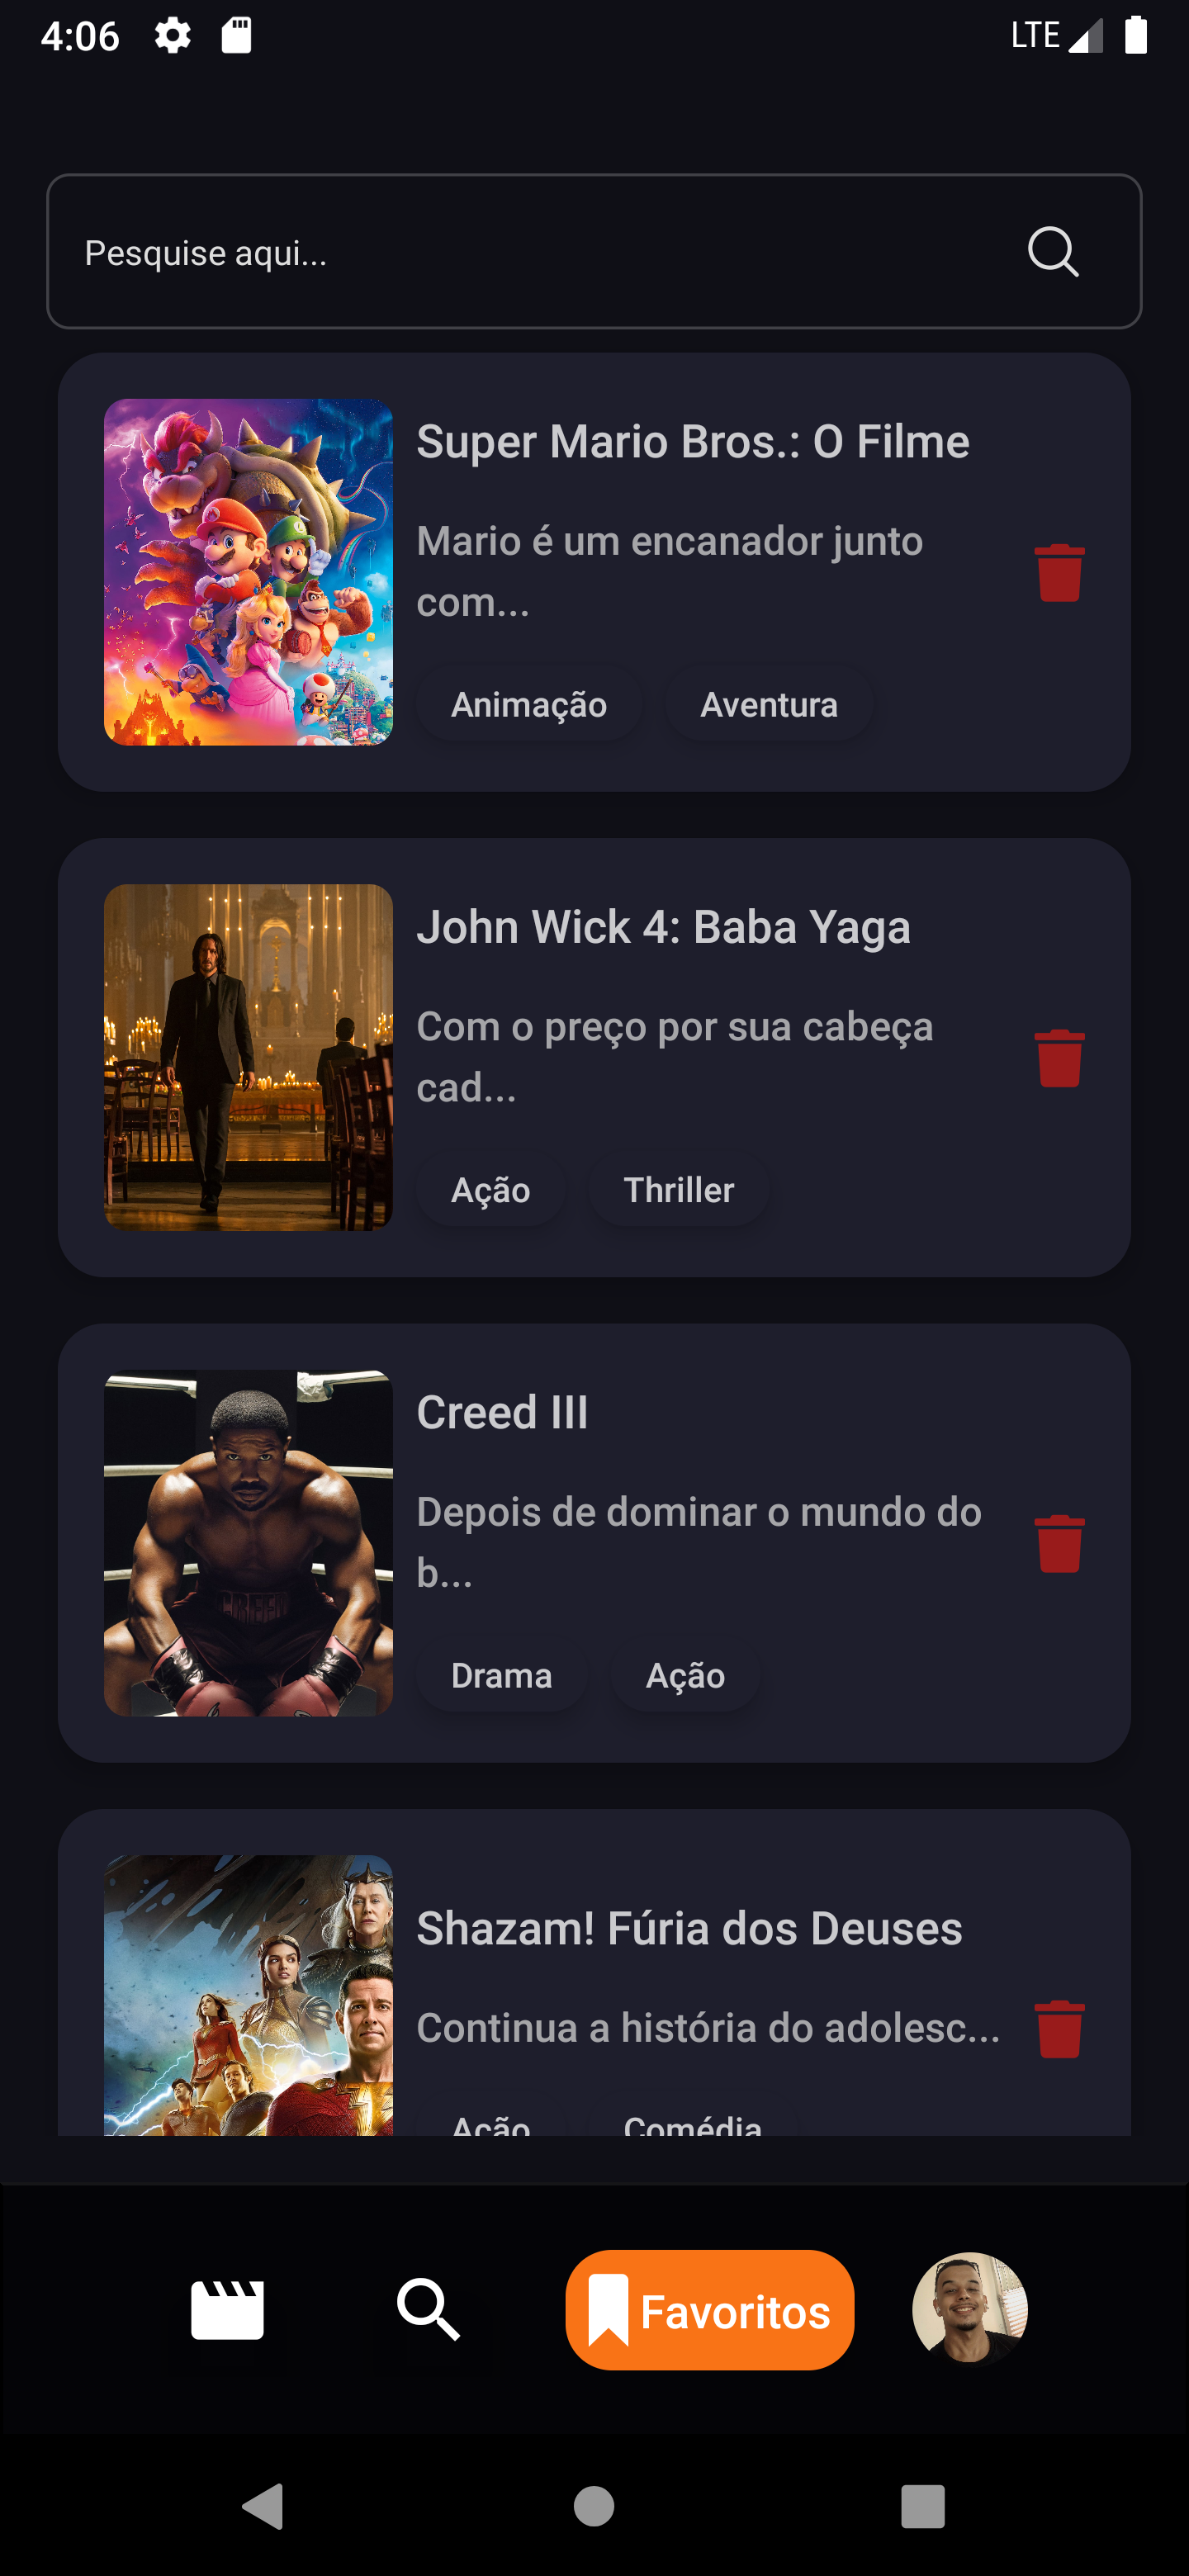 4:06
LTE
Pesquise aqui...
Super Mario Bros.: O Filme
Mario é um encanador junto
com...
Animação
Aventura
John Wick 4: Baba Yaga
Com o preço por sua cabeça
cad...
Ação
Thriller
Creed III
Depois de dominar o mundo do
b...
Drama
Ação
Shazam! Fúria dos Deuses
Continua a história do adolesc...
Ação
Comédia
Favoritos